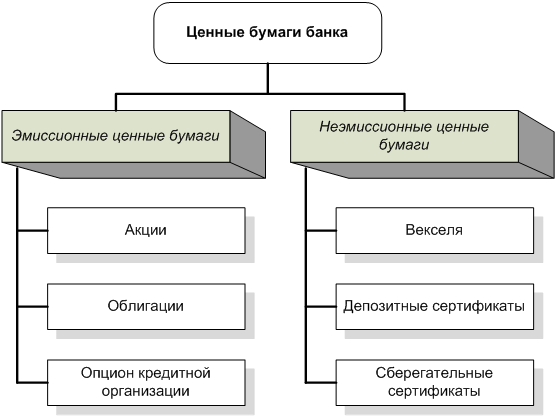 Ценные бумаги банка
Эмиссионные ценные бумаги
Неэмиссионные ценные
бумаги
Акции
Векселя
Облигации
Депозитные сертификаты
Опцион кредитной
организации
Сберегательные
сертификаты